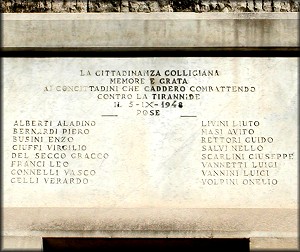 LA CITTADINANZA COLLIGIANA
MEMORE E GRATA
AI CONCITTADINI CHE CADDERO COMBATTENDO
CONTRO LA TIRANNIDE
IL 5-IX-1948
POSE
ALBERTI ALADINO
BERNARDI PIERO
BUSINI ENZO
CIUFFI VIRGILIO
DEL SECCO GRACCO
FRANCI LEO
CONNELLI VASCO
CELLI VERARDO
LIVINI LIUTO
MASI AVITO
RETTORI GUIDO
SALVI NELLO
SCARLINI GIUSEPPE
VANNETTI LUIGI
VANNINI LUIGI
VOLPINI ONELIO